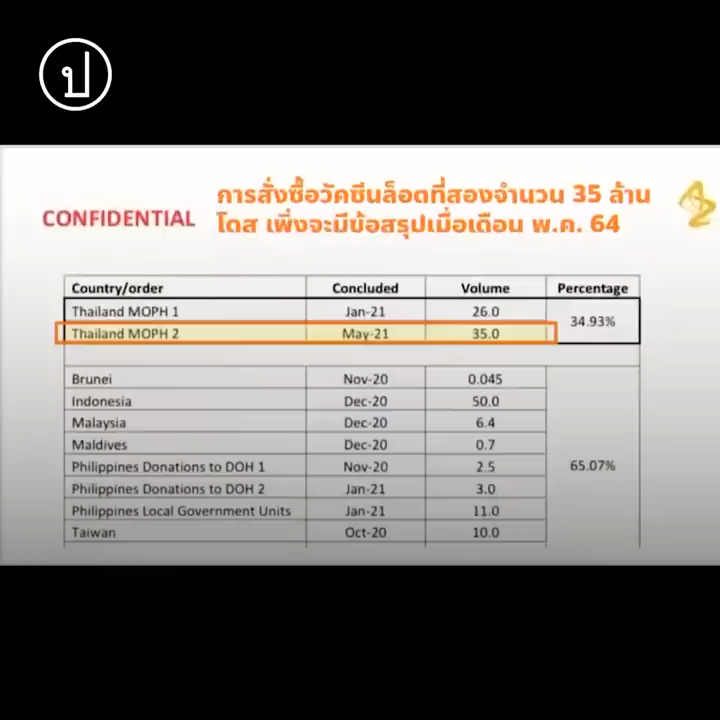 ป
การสั่งซื้อวัคซีนล็อตที่สองจำนวน 35 ล้าน
CONFIDENTIAL โดส เพิ่งจะมีข้อสรุปเมื่อเดือน พ.ค. 64
Country/order Concluded Volume Percentage
Thailand MOPH 1 Jan-21 26.0
34.93%
Thailand MOPH 2 May-21 35.0
Brunei Nov-20 0.045
Indonesia Dec-20 50.0
Malaysia Dec-20 6.4
Maldives Dec-20 0.7
Philippines Donations to DOH 1 Nov-20 2.5 65.07%
Philippines Donations to DOH 2 Jan-21 3.0
Philippines Local Government Units Jan-21 11.0
Taiwan Oct-20 10.0